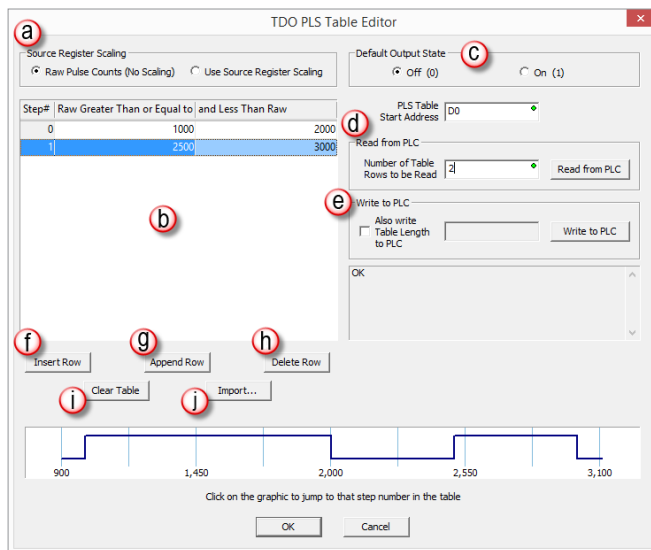 TDO PLS Table Editor
×
a
Source Register Scaling
Raw Pulse Counts (No Scaling) Use Source Register Scaling
Default Output State
c
Off (0) On (1)
Step# Raw Greater Than or Equal to and Less Than Raw
0 1000 2000
1 2500 3000
b
PLS Table
Start Address D0
d
Read from PLC
Number of Table
Rows to be Read 2 Read from PLC
e
Write to PLC
Also write
Table Length
to PLC
Write to PLC
OK
f
g
h
Insert Row Append Row Delete Row
i
j
Clear Table Import...
900 1,450 2,000 2,550 3,100
Click on the graphic to jump to that step number in the table
OK Cancel